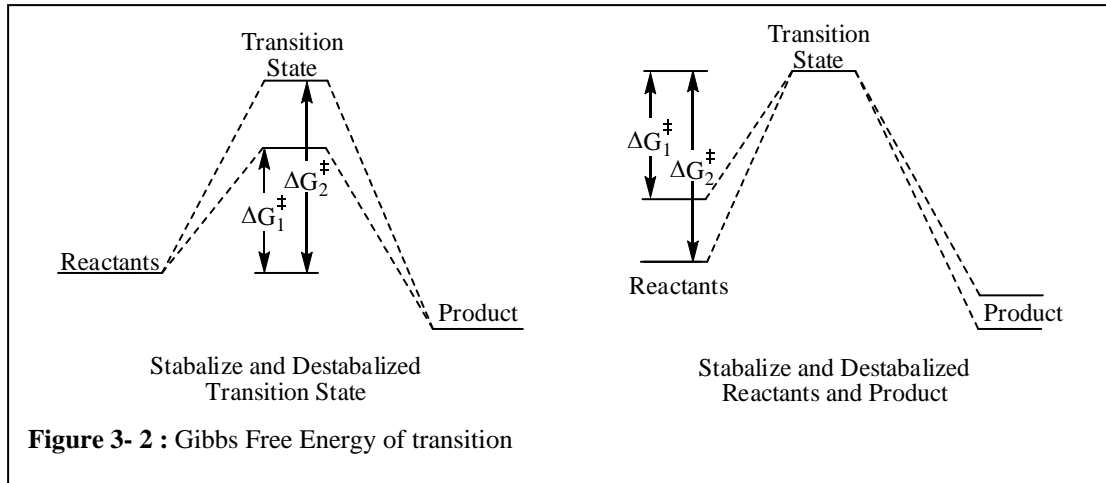 Transition
State
ΔG₁‡
ΔG₂‡
Reactants
Product
Stabalize and Destabalized
Transition State
Transition
State
ΔG₁‡
ΔG₂‡
Reactants
Product
Stabalize and Destabalized
Reactants and Product
Figure 3- 2 : Gibbs Free Energy of transition